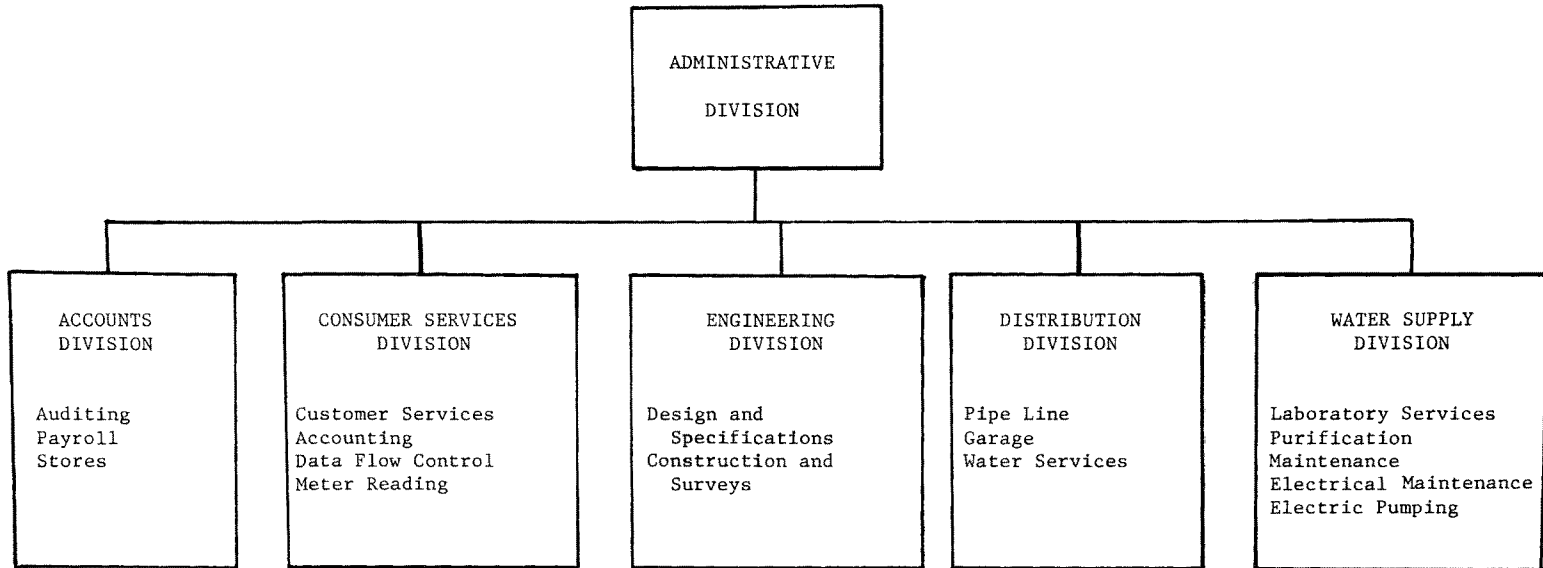 ADMINISTRATIVE
DIVISION
ACCOUNTS
DIVISION
Auditing
Payroll
Stores
CONSUMER SERVICES
DIVISION
Customer Services
Accounting
Data Flow Control
Meter Reading
ENGINEERING
DIVISION
Design and
Specifications
Construction and
Surveys
DISTRIBUTION
DIVISION
Pipe Line
Garage
Water Services
WATER SUPPLY
DIVISION
Laboratory Services
Purification
Maintenance
Electrical Maintenance
Electric Pumping